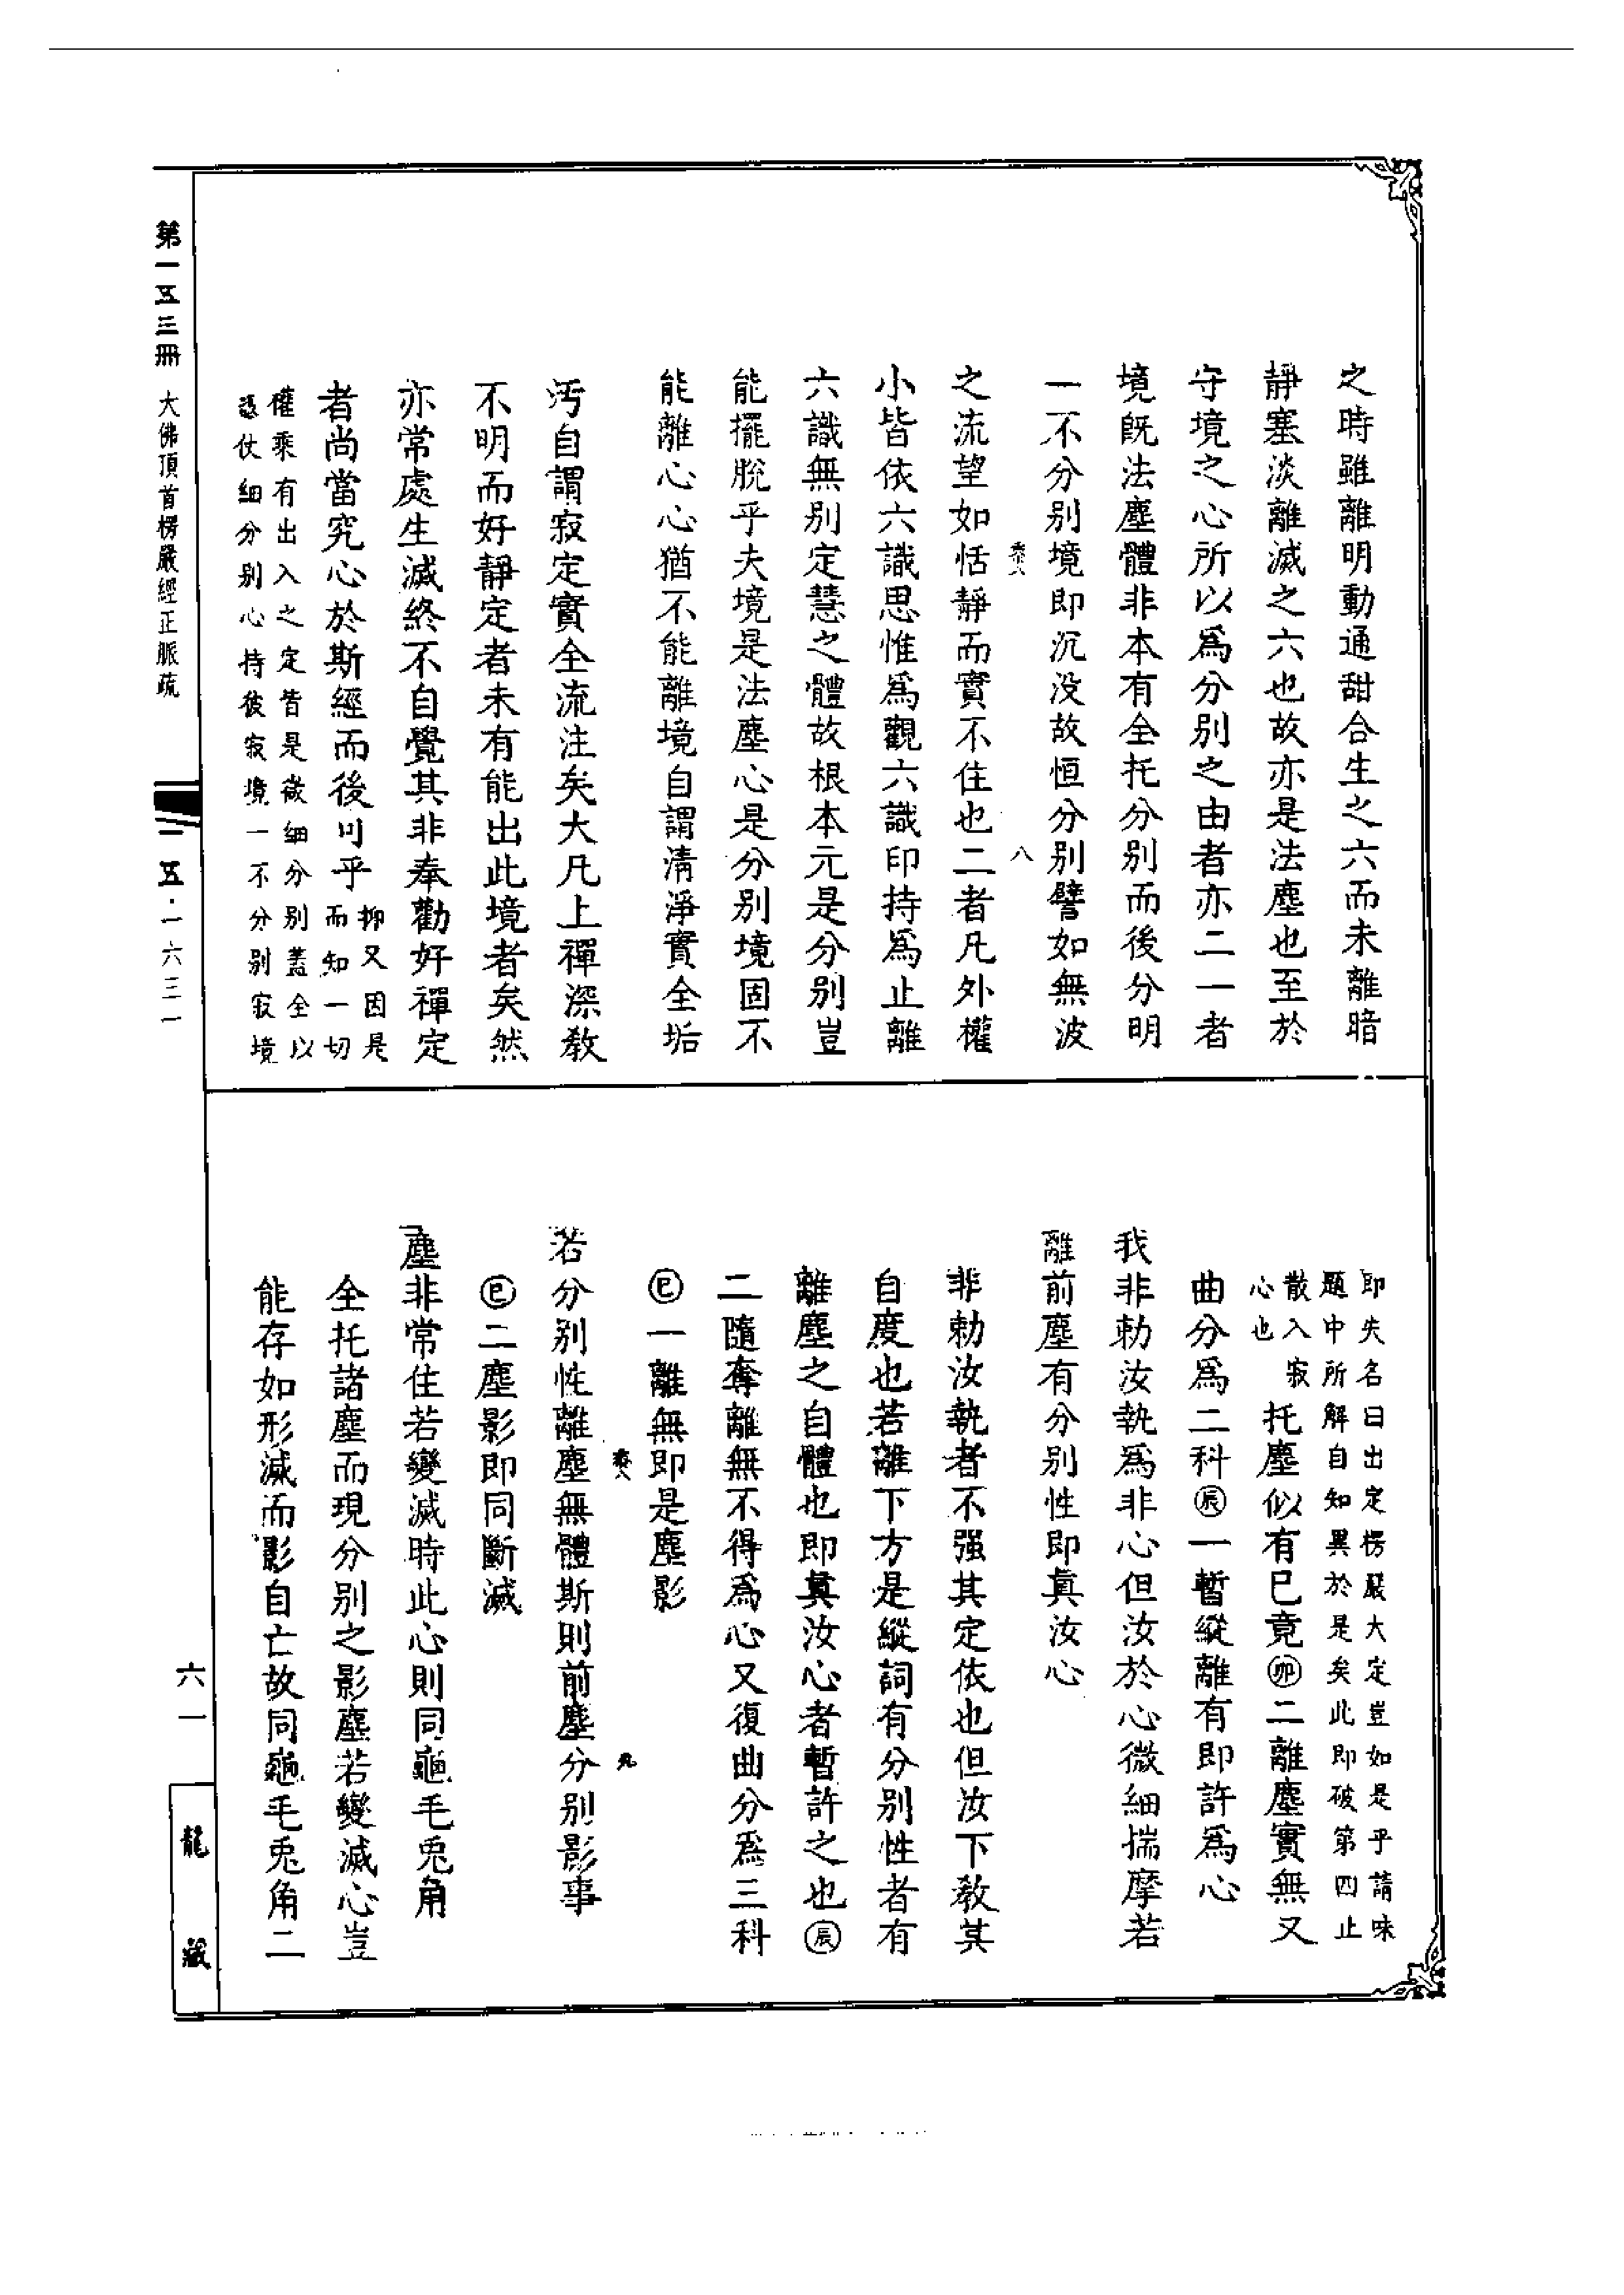 之時雖離明動通甜合生之六而未離暗
靜塞淡離滅之六也故亦是法塵也至於
守境之心所以爲分別之由者亦二一者
境旣法塵體非本有全托分別而後分明
一不分別境即沉没故恒分別譬如無波
八
之流望如恬靜而實不住也二者凡外權
小皆依六識思惟爲觀六識印持爲止離
六識無別定慧之體故根本元是分別豈
能擺脫乎夫境是法塵心是分別境固不
能離心心猶不能離境自謂清淨實全垢
污自謂寂定實全流注矣大凡上禪深教
不明而好靜定者未有能出此境者矣然
亦常處生滅終不自覺其非奉勸好禪定
者尚當究心於斯經而後可乎
抑又因是
而知一切
權乘有出入之定皆是微細分別蓋全以
憑仗細分別心持彼寂境一不分別寂境
即失名曰出定楞嚴大定豈如是乎請味
題中所解自知異於是矣此即破第四止
散入寂
心也
托塵似有已竟㊞卯二離塵實無又
曲分爲二科辰一暫縱離有即許爲心
我非勅汝執爲非心但汝於心微細揣摩若
離前塵有分別性即眞汝心
非勅汝執者不强其定依也但汝下教其
自度也若離下方是縱詞有分別性者有
離塵之自體也即眞汝心者暫許之也辰
二隨奪離無不得爲心又復曲分爲三科
巳一離無即是塵影
若分別性離塵無體斯則前塵分別影事
九
巳二塵影即同斷滅
塵非常住若變滅時此心則同龜毛兎角
全托諸塵而現分別之影塵若變滅心豈
能存如形滅而影自亡故同龜毛兎角二
第一五三冊 大佛頂首楞嚴經正脈疏
一五·一六三一
六一
龍藏